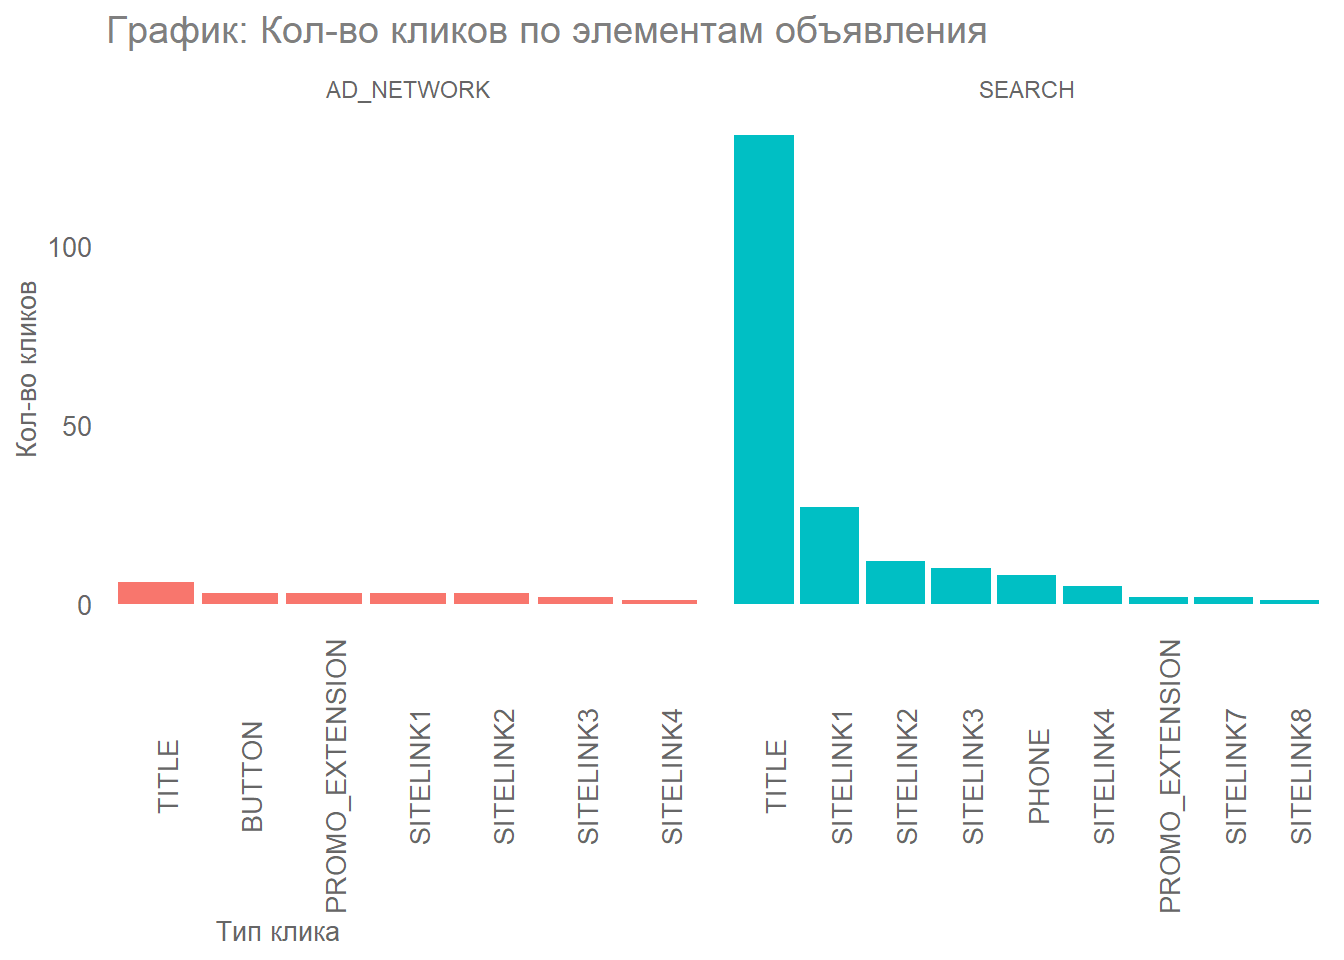 График: Кол-во кликов по элементам объявления
AD_NETWORK
SEARCH
Кол-во кликов
100
50
0
TITLE
BUTTON
PROMO_EXTENSION
SITELINK1
SITELINK2
SITELINK3
SITELINK4
TITLE
SITELINK1
SITELINK2
SITELINK3
PHONE
SITELINK4
PROMO_EXTENSION
SITELINK7
SITELINK8
Тип клика